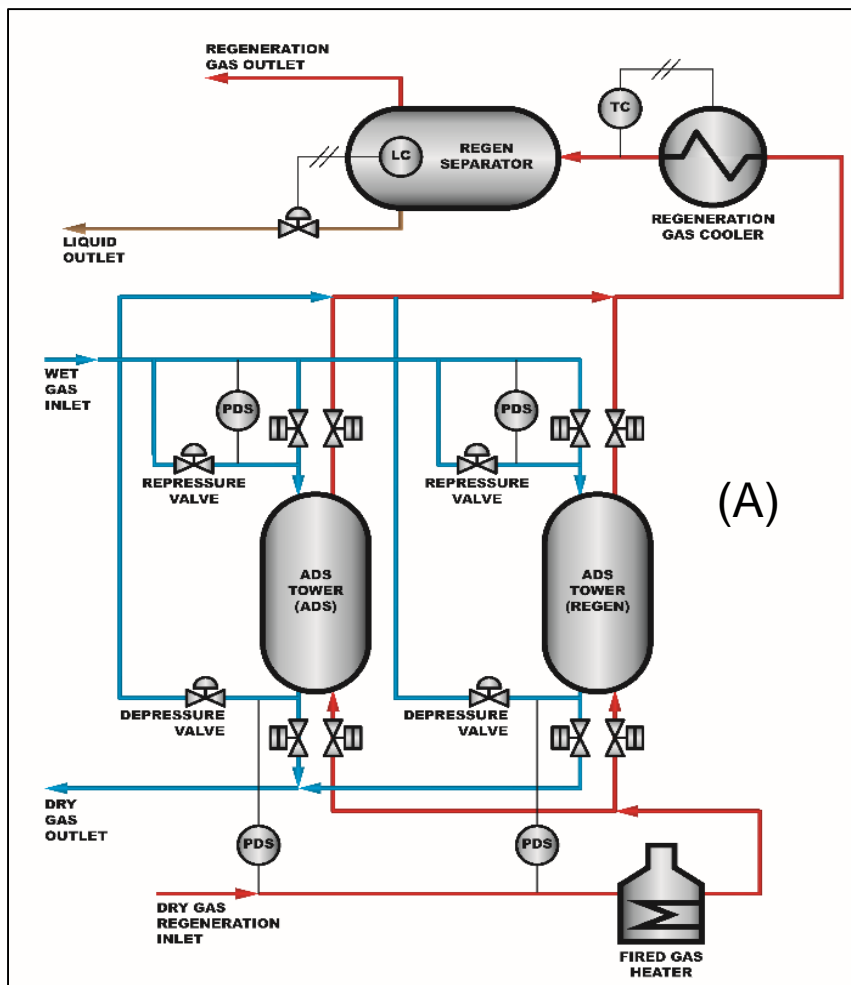 REGENERATION
GAS OUTLET
TC
LC
REGEN
SEPARATOR
REGENERATION
GAS COOLER
LIQUID
OUTLET
WET
GAS
INLET
PDS
PDS
REPRESSURE
VALVE
REPRESSURE
VALVE
(A)
ADS
TOWER
(ADS)
ADS
TOWER
(REGEN)
DEPRESSURE
VALVE
DEPRESSURE
VALVE
DRY
GAS
OUTLET
PDS
PDS
DRY GAS
REGENERATION
INLET
FIRED GAS
HEATER